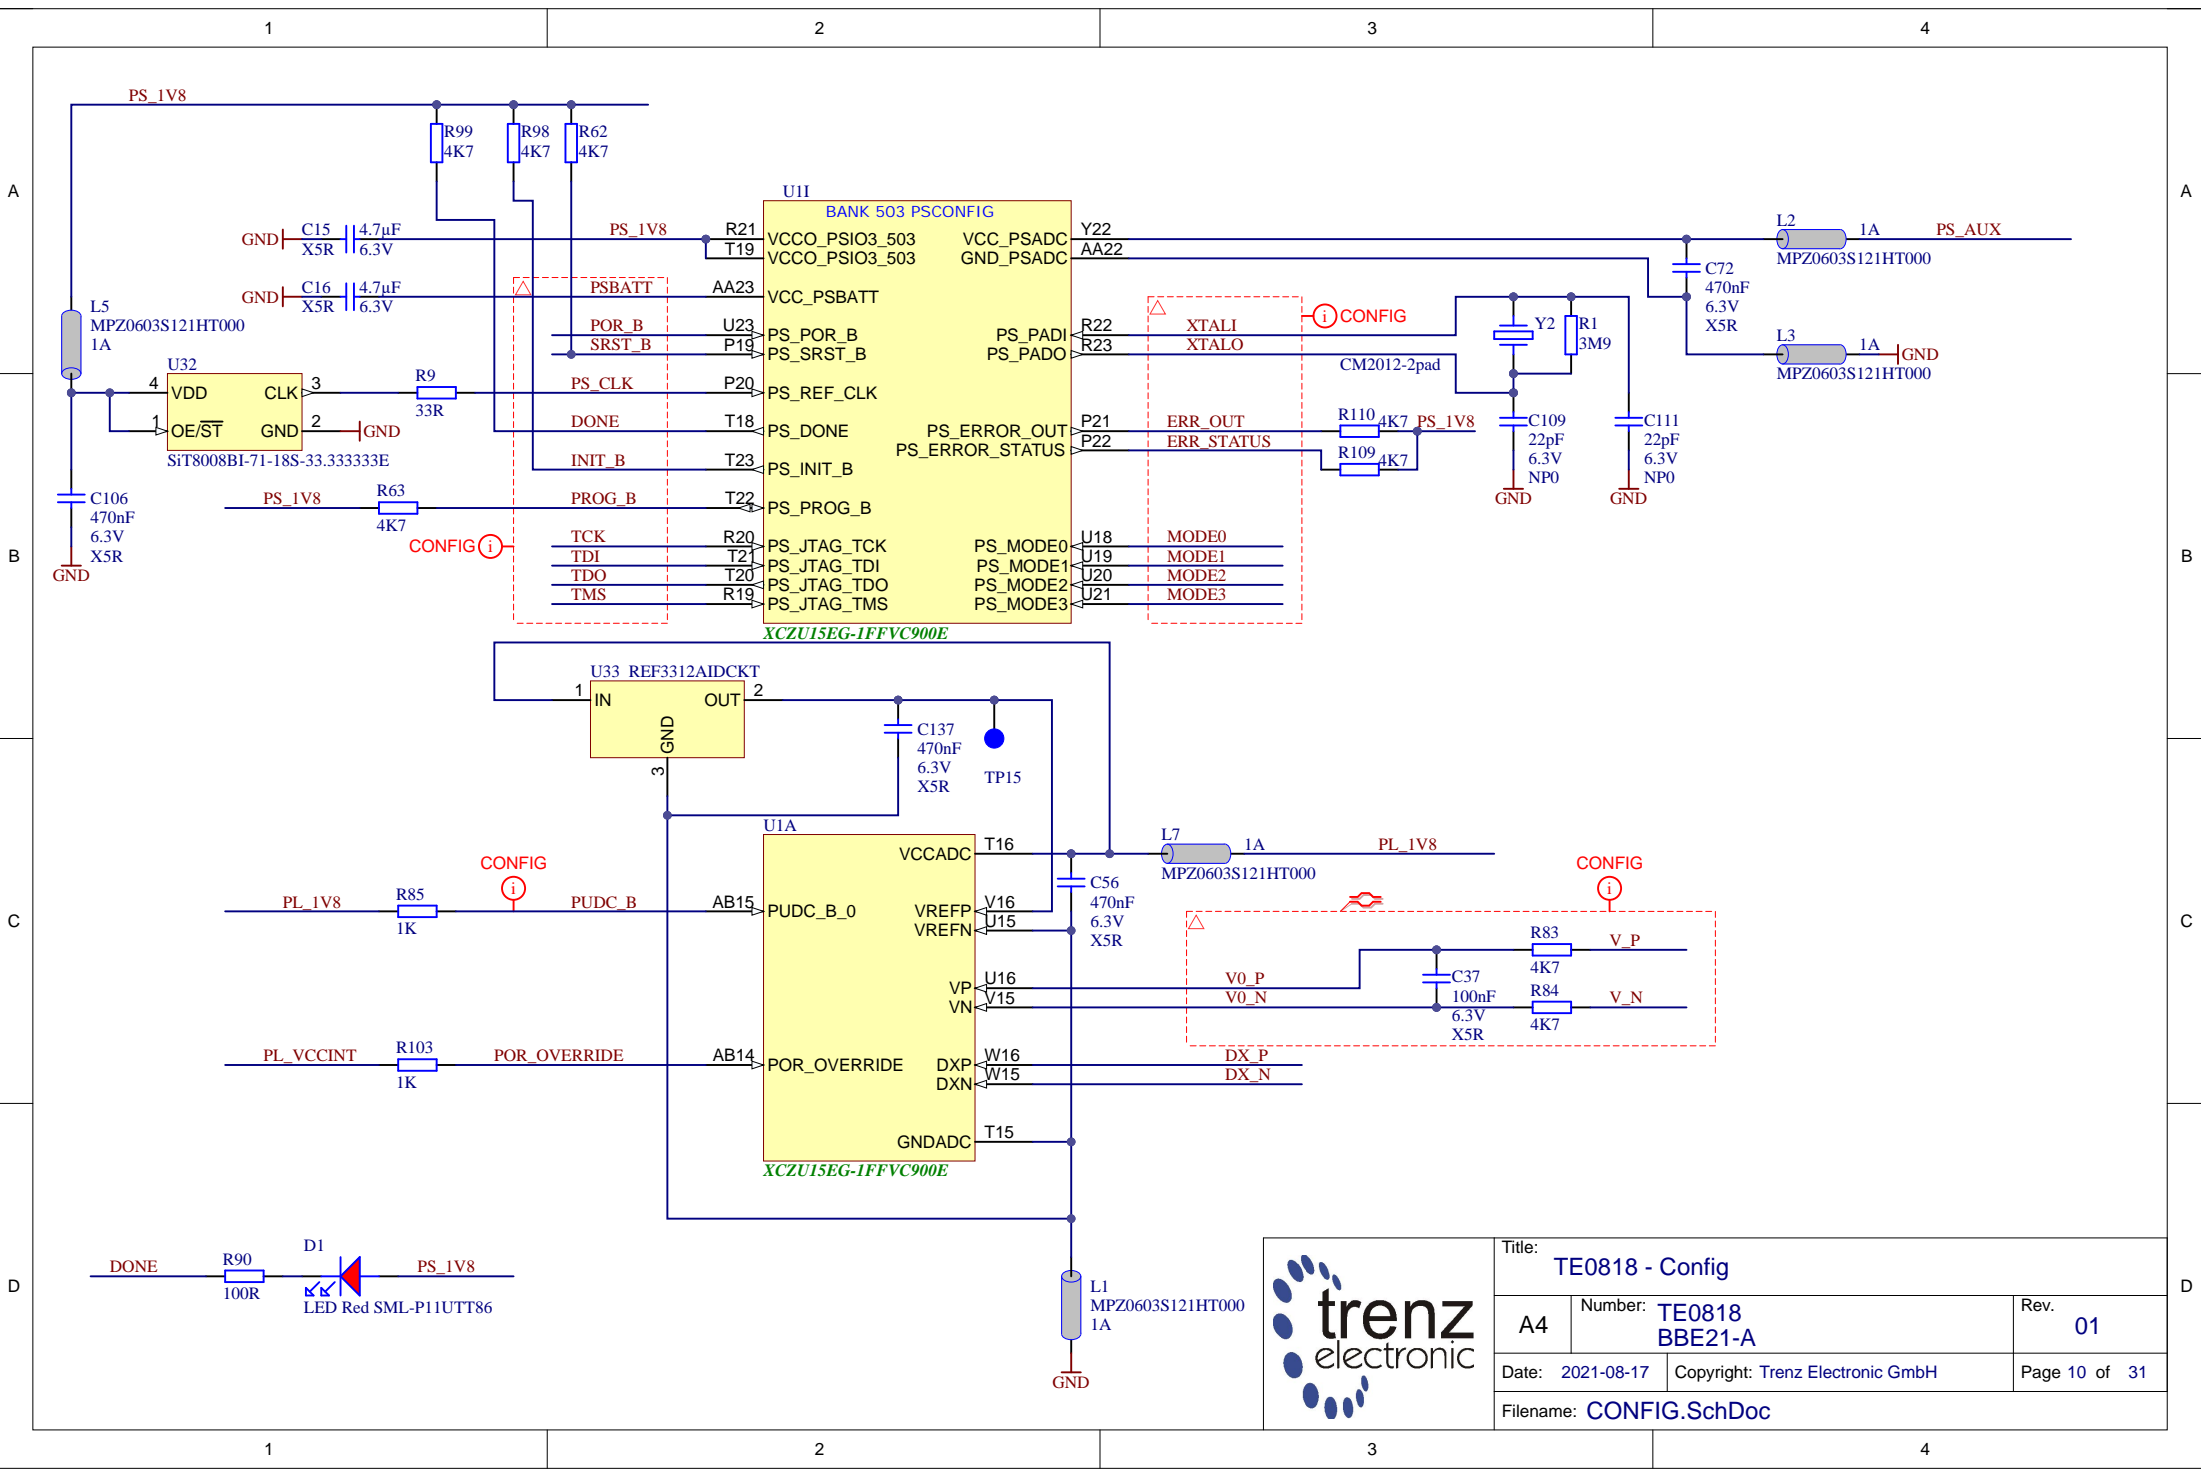 1 2 3 4
A A
B B
C C
D D
PS_1V8
R99
4K7
R98
4K7
R62
4K7
U1I
BANK 503 PSCONFIG
GND
C15
X5R
4.7µF
6.3V
PS_1V8
R21
T19
VCCO_PSIO3_503
VCCO_PSIO3_503
GND
C16
X5R
4.7µF
6.3V
PSBATT
AA23
VCC_PSBATT
POR_B
U23
PS_POR_B
SRST_B
P19
PS_SRST_B
L5
MPZ0603S121HT000
1A
U32
4
VDD
1
OE/ST
CLK
3
GND
2
GND
SiT8008BI-71-18S-33.333333E
R9
33R
PS_CLK
P20
PS_REF_CLK
DONE
T18
PS_DONE
INIT_B
T23
PS_INIT_B
C106
470nF
6.3V
X5R
GND
PS_1V8
R63
4K7
PROG_B
T22
PS_PROG_B
CONFIG
i
TCK
R20
PS_JTAG_TCK
TDI
T21
PS_JTAG_TDI
TDO
T20
PS_JTAG_TDO
TMS
R19
PS_JTAG_TMS
XCZU15EG-1FFVC900E
VCC_PSADC
Y22
GND_PSADC
AA22
L2
1A
PS_AUX
MPZ0603S121HT000
C72
470nF
6.3V
X5R
L3
1A
GND
MPZ0603S121HT000
i
CONFIG
PS_PADI
R22
XTALI
PS_PADO
R23
XTALO
CM2012-2pad
Y2
R1
3M9
C109
22pF
6.3V
NP0
GND
C111
22pF
6.3V
NP0
GND
PS_ERROR_OUT
P21
ERR_OUT
R110
4K7
PS_1V8
PS_ERROR_STATUS
P22
ERR_STATUS
R109
4K7
PS_MODE0
U18
MODE0
PS_MODE1
U19
MODE1
PS_MODE2
U20
MODE2
PS_MODE3
U21
MODE3
U33 REF3312AIDCKT
1
IN
OUT
2
GND
3
C137
470nF
6.3V
X5R
TP15
U1A
VCCADC
T16
L7
1A
PL_1V8
MPZ0603S121HT000
C56
470nF
6.3V
X5R
CONFIG
i
PL_1V8
R85
1K
PUDC_B
AB15
PUDC_B_0
VREFP
V16
VREFN
U15
CONFIG
i
VP
U16
V0_P
VN
V15
V0_N
C37
100nF
6.3V
X5R
R83
4K7
V_P
R84
4K7
V_N
PL_VCCINT
R103
1K
POR_OVERRIDE
AB14
POR_OVERRIDE
DXP
W16
DX_P
DXN
W15
DX_N
GNDADC
T15
XCZU15EG-1FFVC900E
L1
MPZ0603S121HT000
1A
GND
DONE
R90
100R
D1
PS_1V8
LED Red SML-P11UTT86
trenz
electronic
Title:
TE0818 - Config
A4
Number: TE0818
BBE21-A
Rev.
01
Date: 2021-08-17
Copyright: Trenz Electronic GmbH
Page 10 of 31
Filename: CONFIG.SchDoc
1 2 3 4